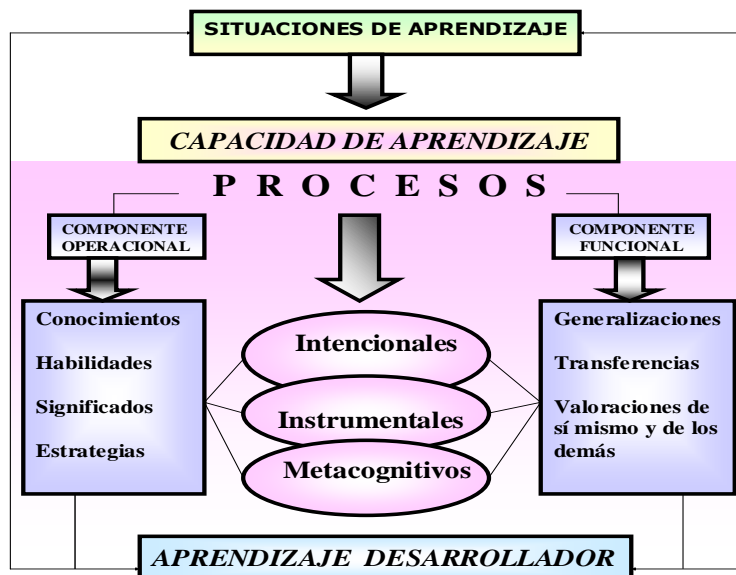 SITUACIONES DE APRENDIZAJE
CAPACIDAD DE APRENDIZAJE
P R O C E S O S
COMPONENTE
OPERACIONAL
COMPONENTE
FUNCIONAL
Conocimientos
Habilidades
Significados
Estrategias
Intencionales
Instrumentales
Metacognitivos
Generalizaciones
Transferencias
Valoraciones de
sí mismo y de los
demás
APRENDIZAJE DESARROLLADOR